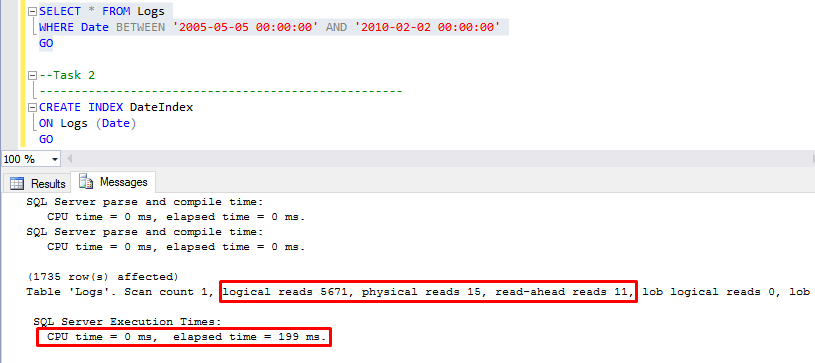 SELECT * FROM Logs
WHERE Date BETWEEN '2005-05-05 00:00:00' AND '2010-02-02 00:00:00'
GO
--Task 2
---------------------------------------------------
CREATE INDEX DateIndex
ON Logs (Date)
GO
100 %
Results Messages
SQL Server parse and compile time:
CPU time = 0 ms, elapsed time = 0 ms.
SQL Server parse and compile time:
CPU time = 0 ms, elapsed time = 0 ms.
(1735 row(s) affected)
Table 'Logs'. Scan count 1, logical reads 5671, physical reads 15, read-ahead reads 11, lob logical reads 0, lob
SQL Server Execution Times:
CPU time = 0 ms, elapsed time = 199 ms.